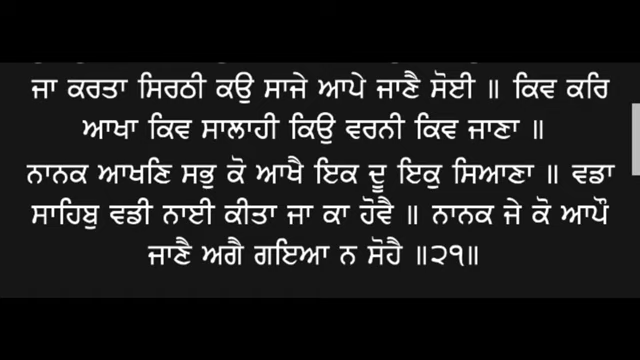 ਜਾ ਕਰਤਾ ਸਿਰਠੀ ਕਉ ਸਾਜੇ ਆਪੇ ਜਾਣੈ ਸੋਈ ॥ ਕਿਵ ਕਰਿ
ਆਖਾ ਕਿਵ ਸਾਲਾਹੀ ਕਿਉ ਵਰਨੀ ਕਿਵ ਜਾਣਾ ॥
ਨਾਨਕ ਆਖਣਿ ਸਭੁ ਕੋ ਆਖੈ ਇਕ ਦੂ ਇਕੁ ਸਿਆਣਾ ॥ ਵਡਾ
ਸਾਹਿਬੁ ਵਡੀ ਨਾਈ ਕੀਤਾ ਜਾ ਕਾ ਹੋਵੈ ॥ ਨਾਨਕ ਜੇ ਕੋ ਆਪੌ
ਜਾਣੈ ਅਗੈ ਗਇਆ ਨ ਸੋਹੈ ॥੨੧॥